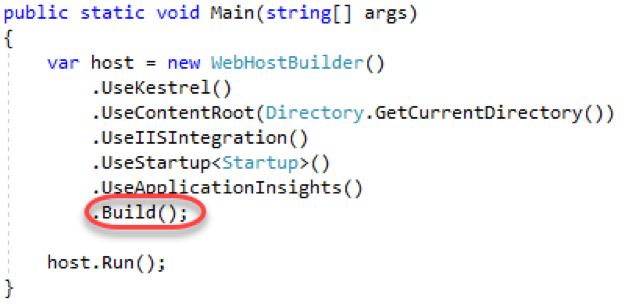 public static void Main(string[] args)
{
    var host = new WebHostBuilder()
        .UseKestrel()
        .UseContentRoot(Directory.GetCurrentDirectory())
        .UseIISIntegration()
        .UseStartup<Startup>()
        .UseApplicationInsights()
        .Build();
    host.Run();
}